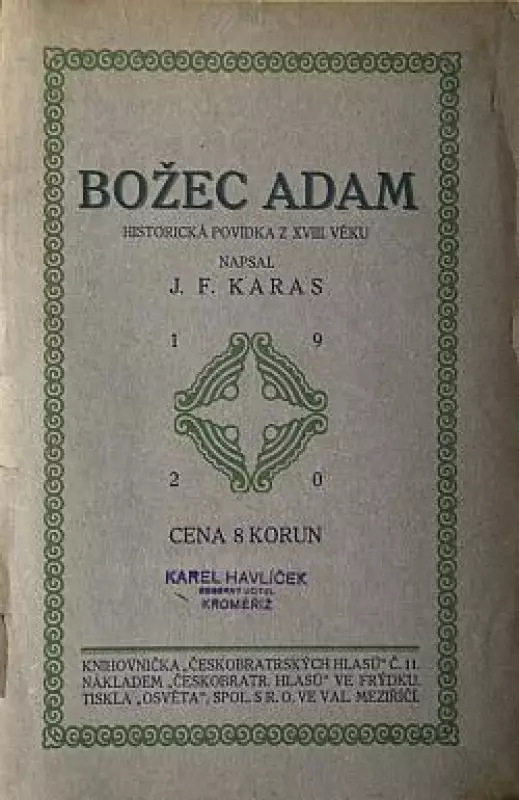 BOŽEC ADAM
HISTORICKÁ POVÍDKA Z XVIII. VĚKU
NAPSAL
J. F. KARAS
1 9
2 0
CENA 8 KORUN
KAREL HAVLÍČEK
UČITEL
KROMĚŘÍŽ
KNIHOVNIČKA „ČESKOBRATRSKÝCH HLASŮ" Č. 11.
NÁKLADEM „ČESKOBRATR. HLASŮ" VE FRÝDKU.
TISKLA „OSVĚTA", SPOL. S R. O. VE VAL. MEZIŘÍČÍ.